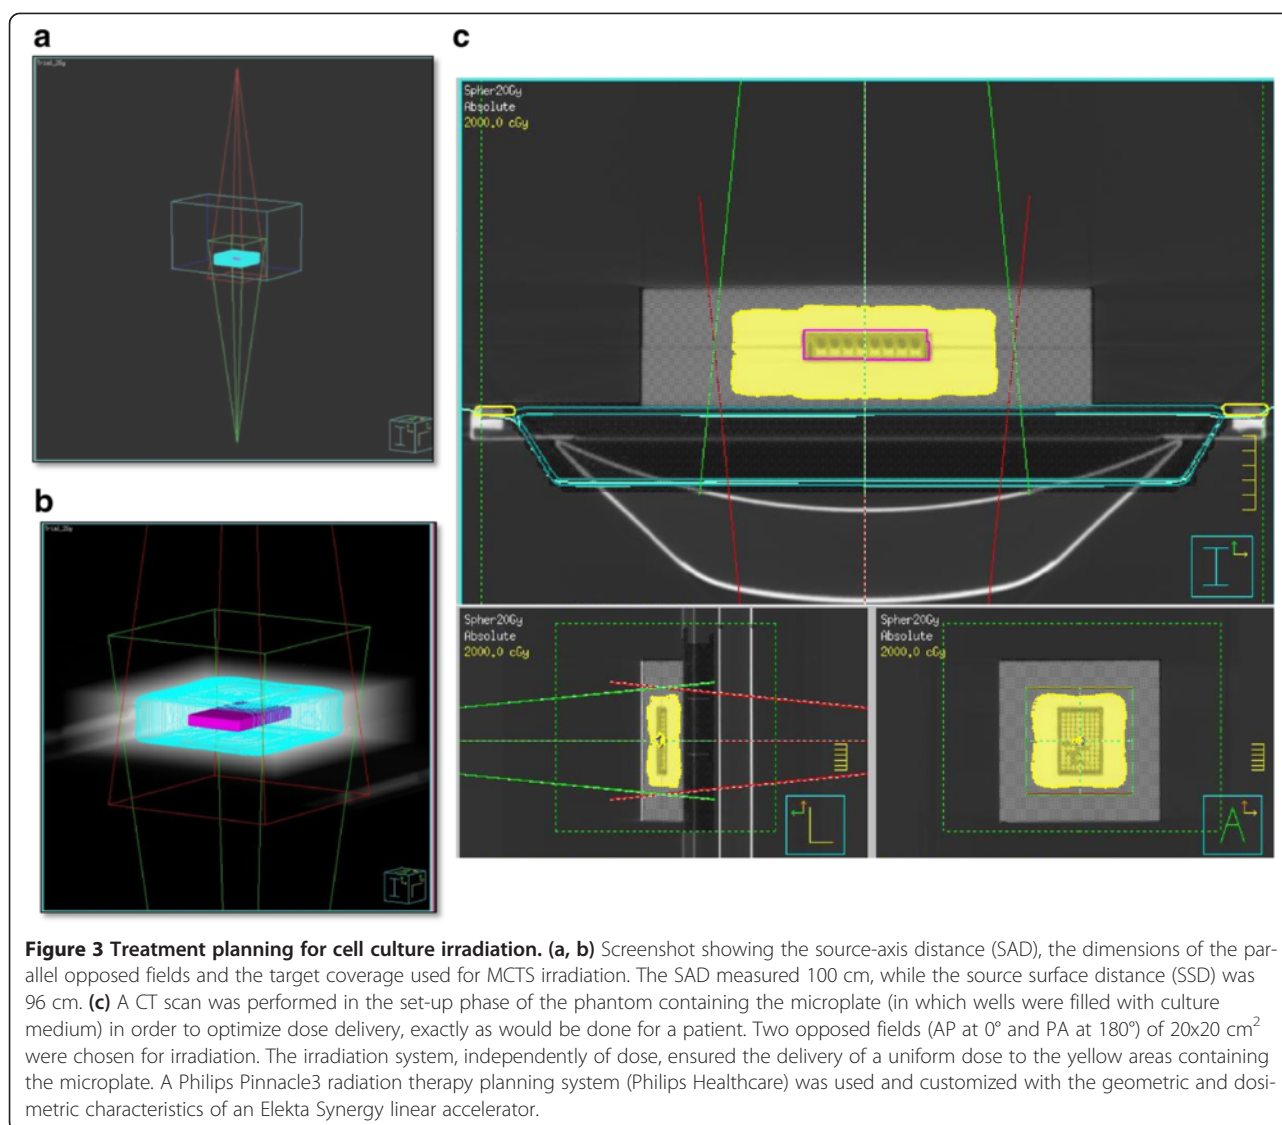 a
Trial_20y
c
Spher20Gy
Absolute
2000.0 cGy
I
b
I
Spher20Gy
Absolute
2000.0 cGy
L
Spher20Gy
Absolute
2000.0 cGy
A
Figure 3 Treatment planning for cell culture irradiation. (a, b) Screenshot showing the source-axis distance (SAD), the dimensions of the par-
allel opposed fields and the target coverage used for MCTS irradiation. The SAD measured 100 cm, while the source surface distance (SSD) was
96 cm. (c) A CT scan was performed in the set-up phase of the phantom containing the microplate (in which wells were filled with culture
medium) in order to optimize dose delivery, exactly as would be done for a patient. Two opposed fields (AP at 0° and PA at 180°) of 20x20 cm²
were chosen for irradiation. The irradiation system, independently of dose, ensured the delivery of a uniform dose to the yellow areas containing
the microplate. A Philips Pinnacle3 radiation therapy planning system (Philips Healthcare) was used and customized with the geometric and dosi-
metric characteristics of an Elekta Synergy linear accelerator.